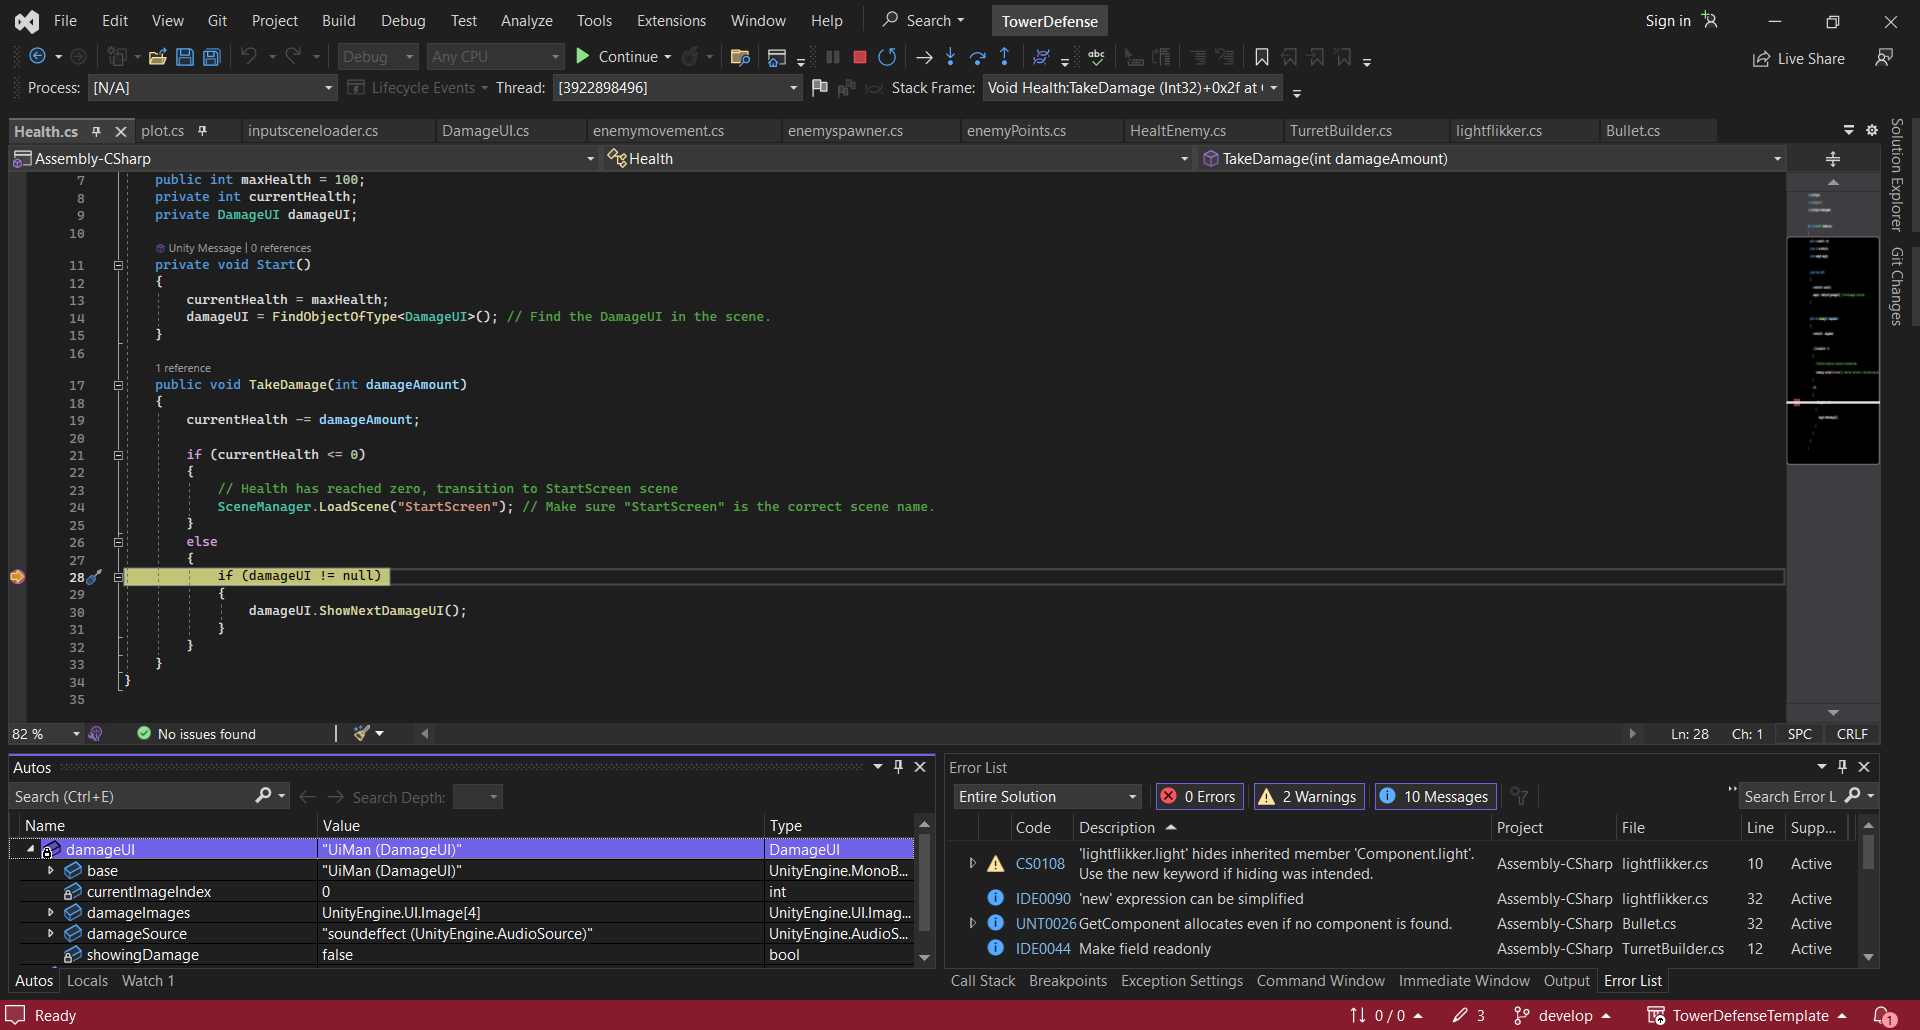 File Edit View Git Project Build Debug Test Analyze Tools Extensions Window Help Search TowerDefense Sign in
Debug Any CPU Continue abc Live Share
Process: [N/A] Lifecycle Events Thread: [3922898496] Stack Frame: Void Health:TakeDamage (Int32)+0x2f at
Health.cs plot.cs inputsceneloader.cs DamageUI.cs enemymovement.cs enemyspawner.cs enemyPoints.cs HealtEnemy.cs TurretBuilder.cs lightflikker.cs Bullet.cs
Assembly-CSharp Health TakeDamage(int damageAmount)
Solution Explorer
Git Changes
7 public int maxHealth = 100;
8 private int currentHealth;
9 private DamageUI damageUI;
10
Unity Message | 0 references
11 private void Start()
12 {
13 currentHealth = maxHealth;
14 damageUI = FindObjectOfType<DamageUI>(); // Find the DamageUI in the scene.
15 }
16
1 reference
17 public void TakeDamage(int damageAmount)
18 {
19 currentHealth -= damageAmount;
20
21 if (currentHealth <= 0)
22 {
23 // Health has reached zero, transition to StartScreen scene
24 SceneManager.LoadScene("StartScreen"); // Make sure "StartScreen" is the correct scene name.
25 }
26 else
27 {
28 if (damageUI != null)
29 {
30 damageUI.ShowNextDamageUI();
31 }
32 }
33 }
34 }
35
82 % No issues found Ln: 28 Ch: 1 SPC CRLF
Autos
Search (Ctrl+E) Search Depth:
Name Value Type
damageUI "UiMan (DamageUI)" DamageUI
base "UiMan (DamageUI)" UnityEngine.MonoB...
currentImageIndex 0 int
damageImages UnityEngine.UI.Image[4] UnityEngine.UI.Imag...
damageSource "soundeffect (UnityEngine.AudioSource)" UnityEngine.AudioS...
showingDamage false bool
Autos Locals Watch 1
Error List
Entire Solution 0 Errors 2 Warnings 10 Messages Search Error L
Code Description Project File Line Supp...
CS0108 'lightflikker.light' hides inherited member 'Component.light'. Use the new keyword if hiding was intended. Assembly-CSharp lightflikker.cs 10 Active
IDE0090 'new' expression can be simplified Assembly-CSharp lightflikker.cs 32 Active
UNT0026 GetComponent allocates even if no component is found. Assembly-CSharp Bullet.cs 32 Active
IDE0044 Make field readonly Assembly-CSharp TurretBuilder.cs 12 Active
Call Stack Breakpoints Exception Settings Command Window Immediate Window Output Error List
Ready 0 / 0 3 develop TowerDefenseTemplate 1